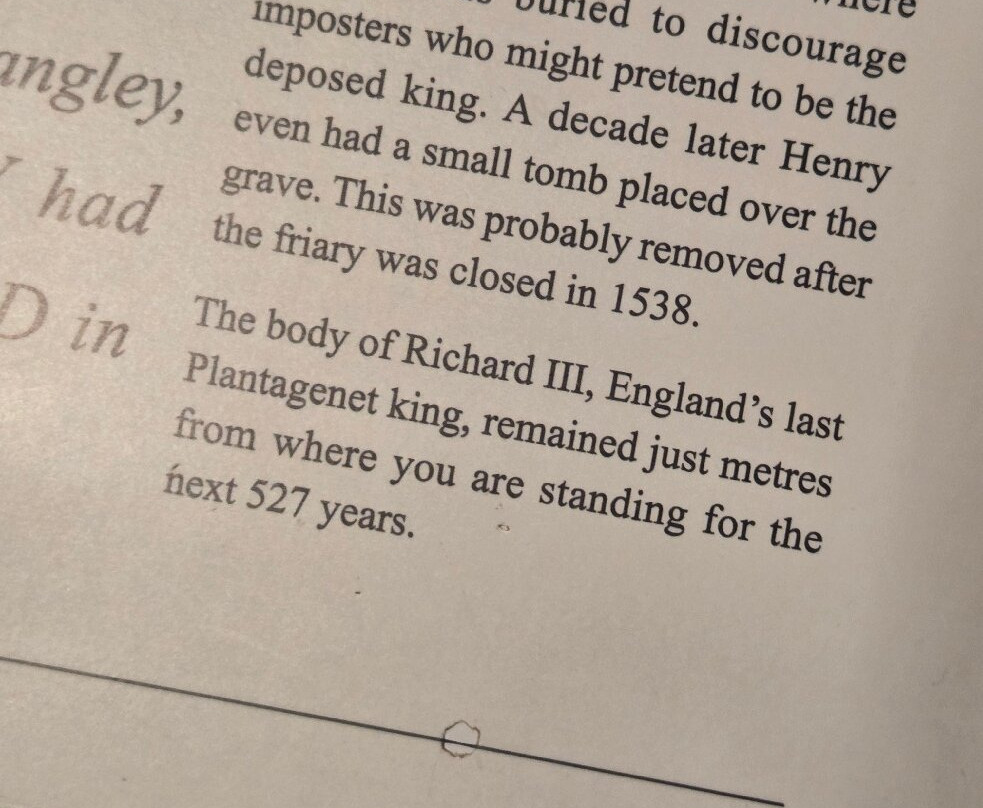 buried to discourage
imposters who might pretend to be the
deposed king. A decade later Henry
even had a small tomb placed over the
grave. This was probably removed after
the friary was closed in 1538.
The body of Richard III, England's last
Plantagenet king, remained just metres
from where you are standing for the
next 527 years.
had
in